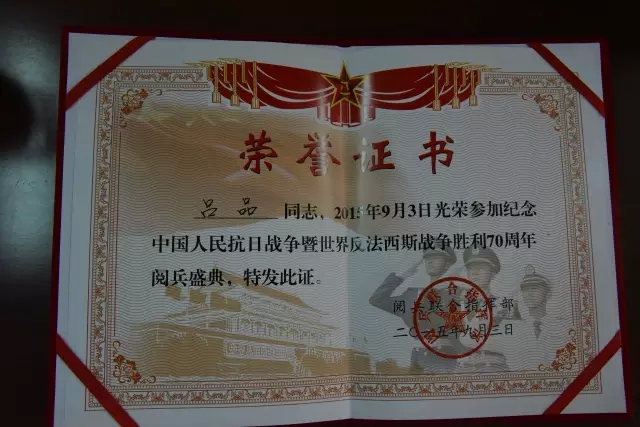 荣誉证书
吕品 同志，2015年9月3日光荣参加纪念
中国人民抗日战争暨世界反法西斯战争胜利70周年
阅兵盛典，特发此证。
阅兵联合指挥部
二〇一五年九月三日